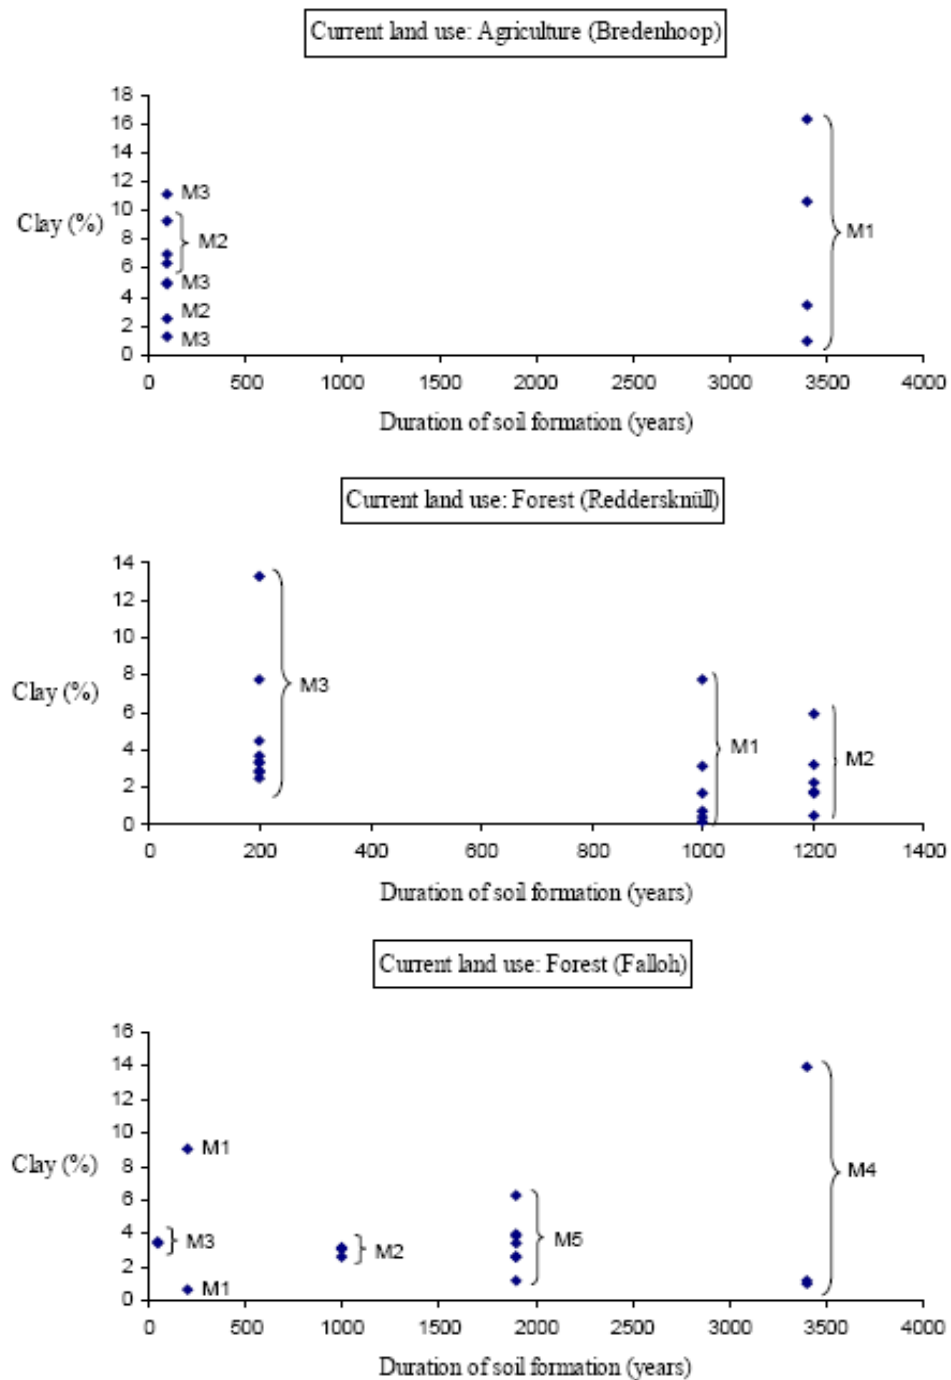 Current land use: Agriculture (Bredenhoop)
18
16
14
12
10
8
6
4
2
0
Clay (%)
M3
M2
M3
M2
M3
M1
0 500 1000 1500 2000 2500 3000 3500 4000
Duration of soil formation (years)
Current land use: Forest (Reddersknüll)
14
12
10
8
6
4
2
0
Clay (%)
M3
M1
M2
0 200 400 600 800 1000 1200 1400
Duration of soil formation (years)
Current land use: Forest (Falloh)
16
14
12
10
8
6
4
2
0
Clay (%)
M1
M3
M1
M2
M5
M4
0 500 1000 1500 2000 2500 3000 3500 4000
Duration of soil formation (years)